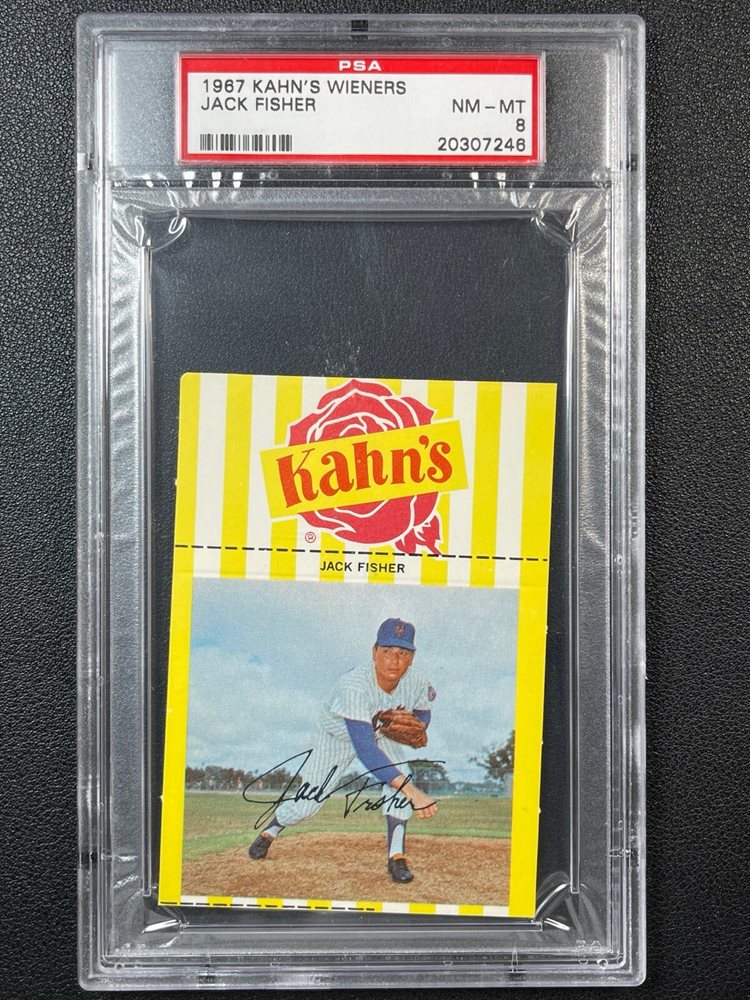 PSA
1967 KAHN'S WIENERS
JACK FISHER
NM - MT
8
20307246
Kahn's
®
JACK FISHER
Jack Fisher